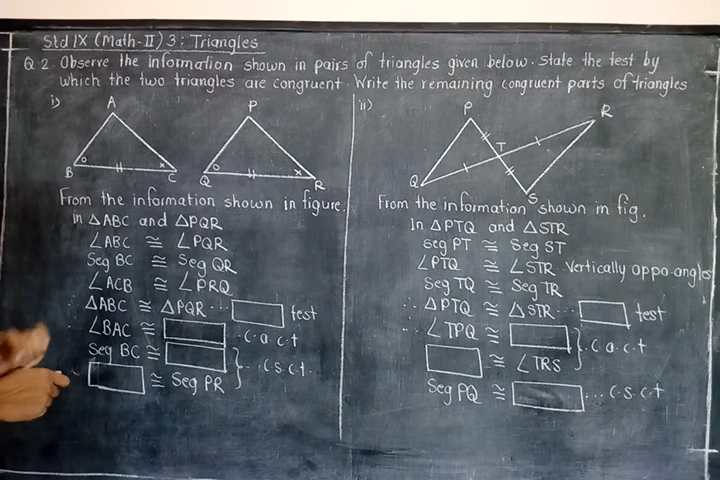 Std IX (Math-II) 3: Triangles
Q 2. Observe the information shown in pairs of triangles given below. State the test by
which the two triangles are congruent. Write the remaining congruent parts of triangles
i)
A
B
C
P
Q
R
From the information shown in figure.
In △ABC and △PQR
∠ABC ≅ ∠PQR
Seg BC ≅ Seg QR
∠ACB ≅ ∠PRQ
∴ △ABC ≅ △PQR ... test
∴ ∠BAC ≅ ... c.a.c.t
Seg BC ≅
≅ Seg PR ... c.s.c.t.
ii)
P
R
T
Q
S
From the information shown in fig.
In △PTQ and △STR
Seg PT ≅ Seg ST
∠PTQ ≅ ∠STR Vertically oppo.angles
Seg TQ ≅ Seg TR
∴ △PTQ ≅ △STR ... test
∴ ∠TPQ ≅
≅ ∠TRS ... c.a.c.t
Seg PQ ≅ ... c.s.c.t